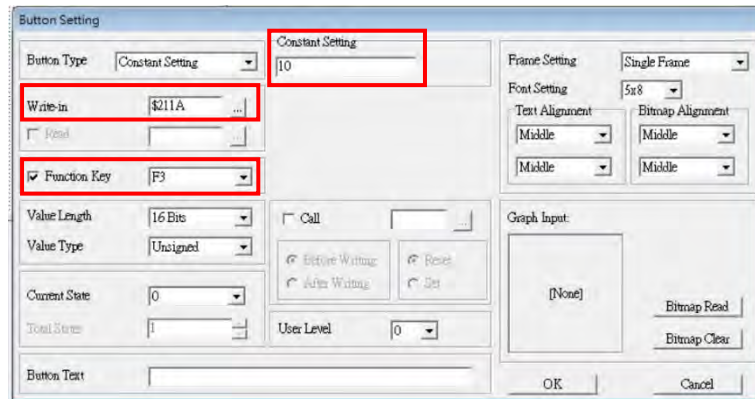 Button Setting
Button Type
Constant Setting
Constant Setting
10
Write-in
$211A
...
Read
...
Function Key
F3
Value Length
16 Bits
Value Type
Unsigned
Current State
0
Total States
1
Call
...
Before Writing
After Writing
Reset
Set
User Level
0
Button Text
Frame Setting
Single Frame
Font Setting
5x8
Text Alignment
Bitmap Alignment
Middle
Middle
Middle
Middle
Graph Input:
[None]
Bitmap Read
Bitmap Clear
OK
Cancel